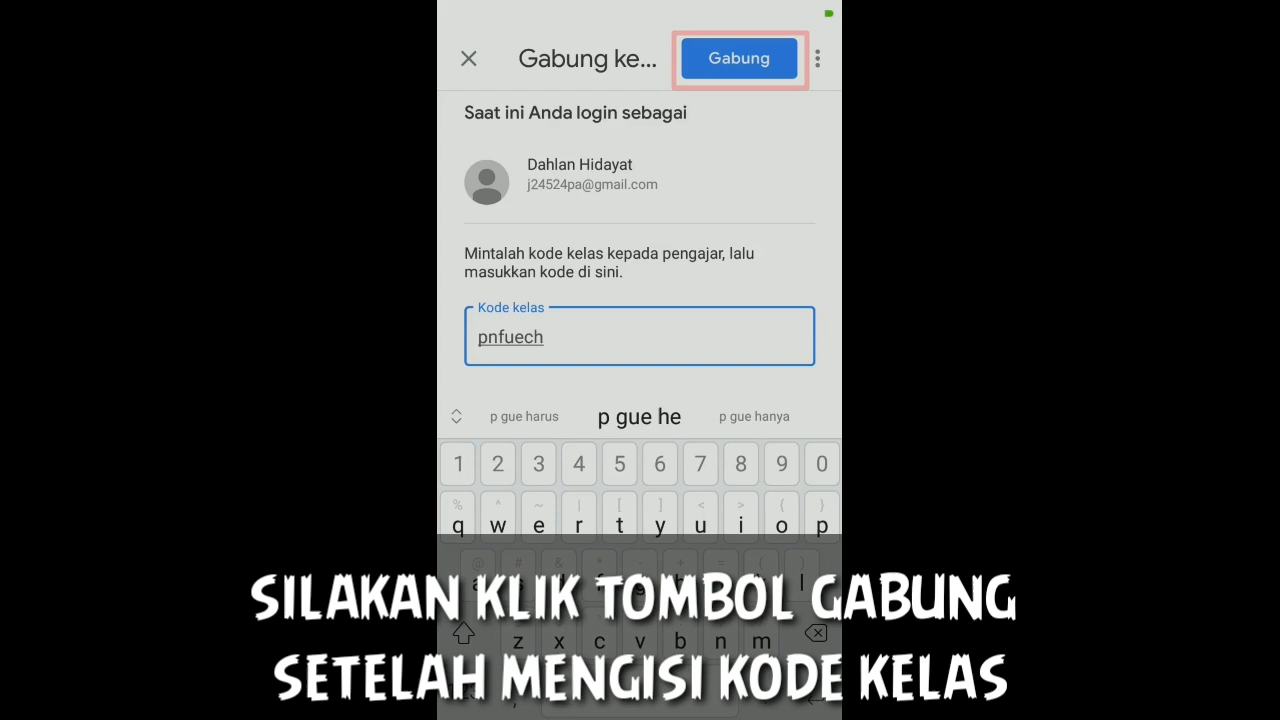 Gabung ke...
Gabung
Saat ini Anda login sebagai
Dahlan Hidayat
j24524pa@gmail.com
Mintalah kode kelas kepada pengajar, lalu
masukkan kode di sini.
Kode kelas
pnfuech
p gue harus p gue he p gue hanya
1 2 3 4 5 6 7 8 9 0
% ^ ~ | [ ] < > { }
q w e r t y u i o p
SILAKAN KLIK TOMBOL GABUNG
z x c v b n m
SETELAH MENGISI KODE KELAS